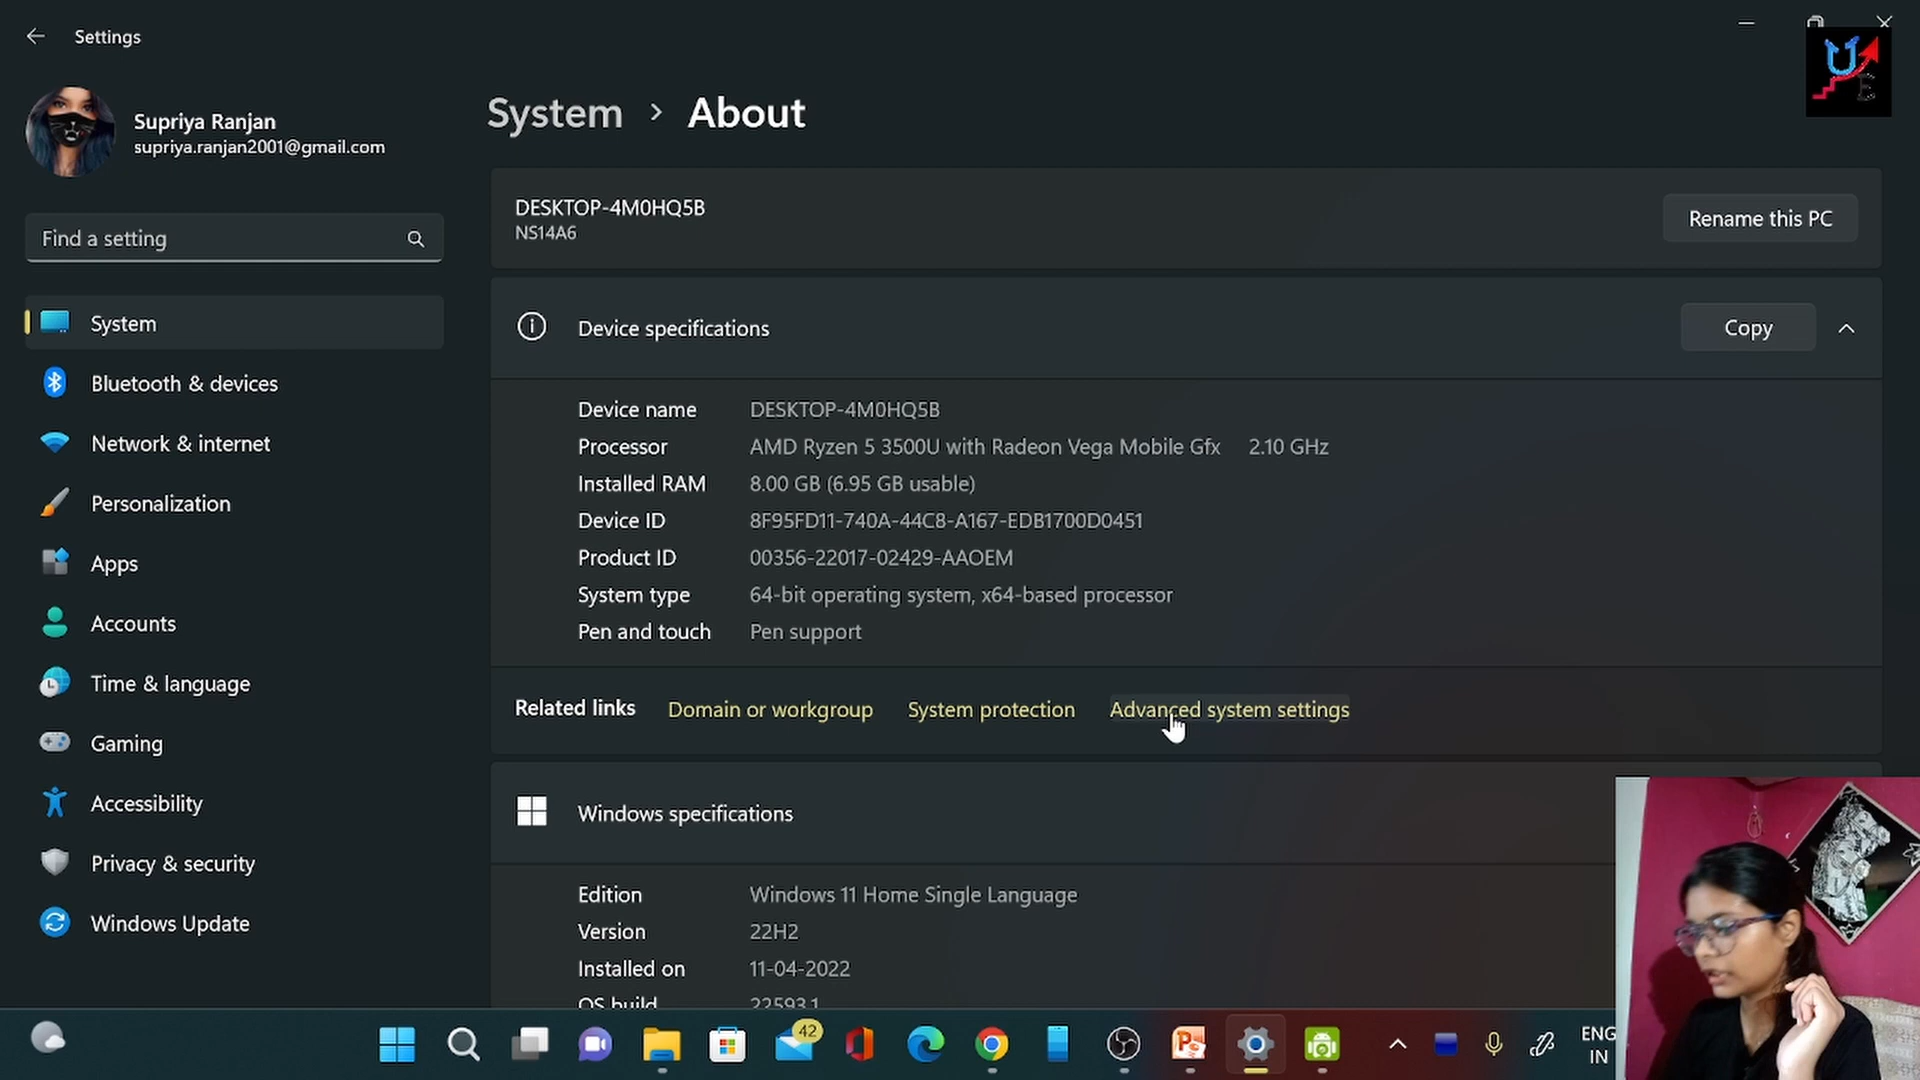 Settings
Supriya Ranjan
supriya.ranjan2001@gmail.com
Find a setting
System
Bluetooth & devices
Network & internet
Personalization
Apps
Accounts
Time & language
Gaming
Accessibility
Privacy & security
Windows Update
System > About
DESKTOP-4M0HQ5B
NS14A6
Rename this PC
Device specifications
Copy
Device name DESKTOP-4M0HQ5B
Processor AMD Ryzen 5 3500U with Radeon Vega Mobile Gfx 2.10 GHz
Installed RAM 8.00 GB (6.95 GB usable)
Device ID 8F95FD11-740A-44C8-A167-EDB1700D0451
Product ID 00356-22017-02429-AAOEM
System type 64-bit operating system, x64-based processor
Pen and touch Pen support
Related links Domain or workgroup System protection Advanced system settings
Windows specifications
Edition Windows 11 Home Single Language
Version 22H2
Installed on 11-04-2022
OS build 22593.1
42
ENG
IN
U
E